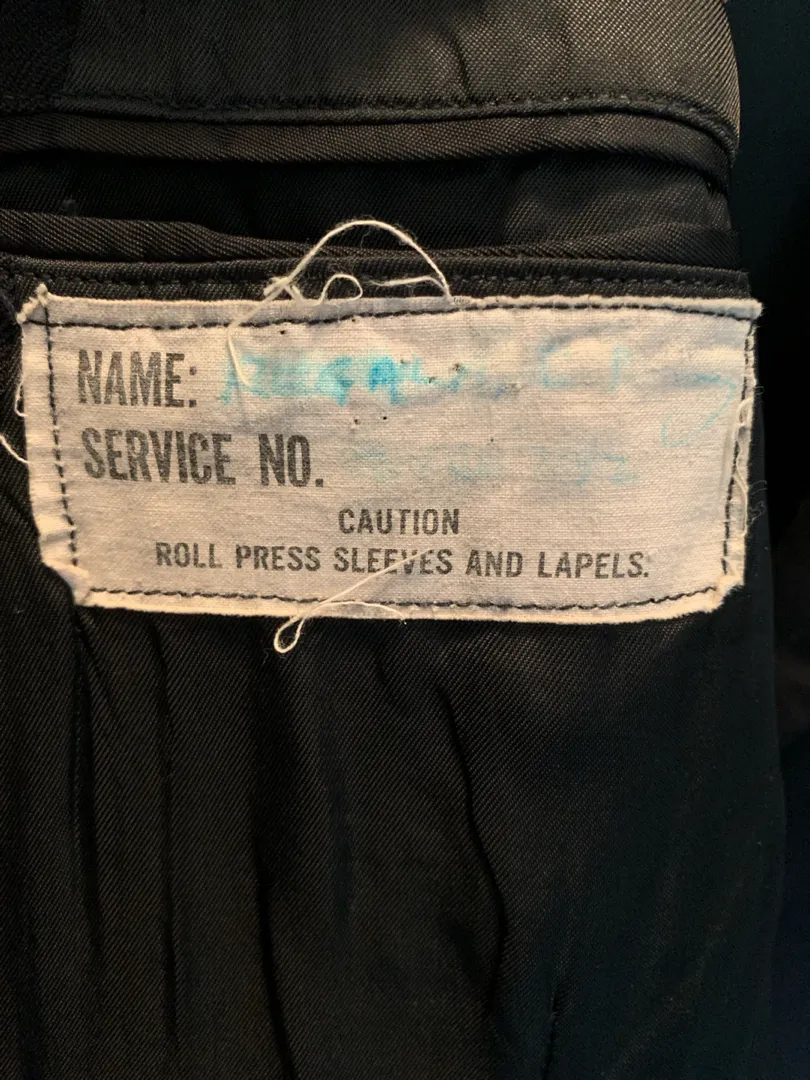 NAME:
SERVICE NO.
CAUTION
ROLL PRESS SLEEVES AND LAPELS.